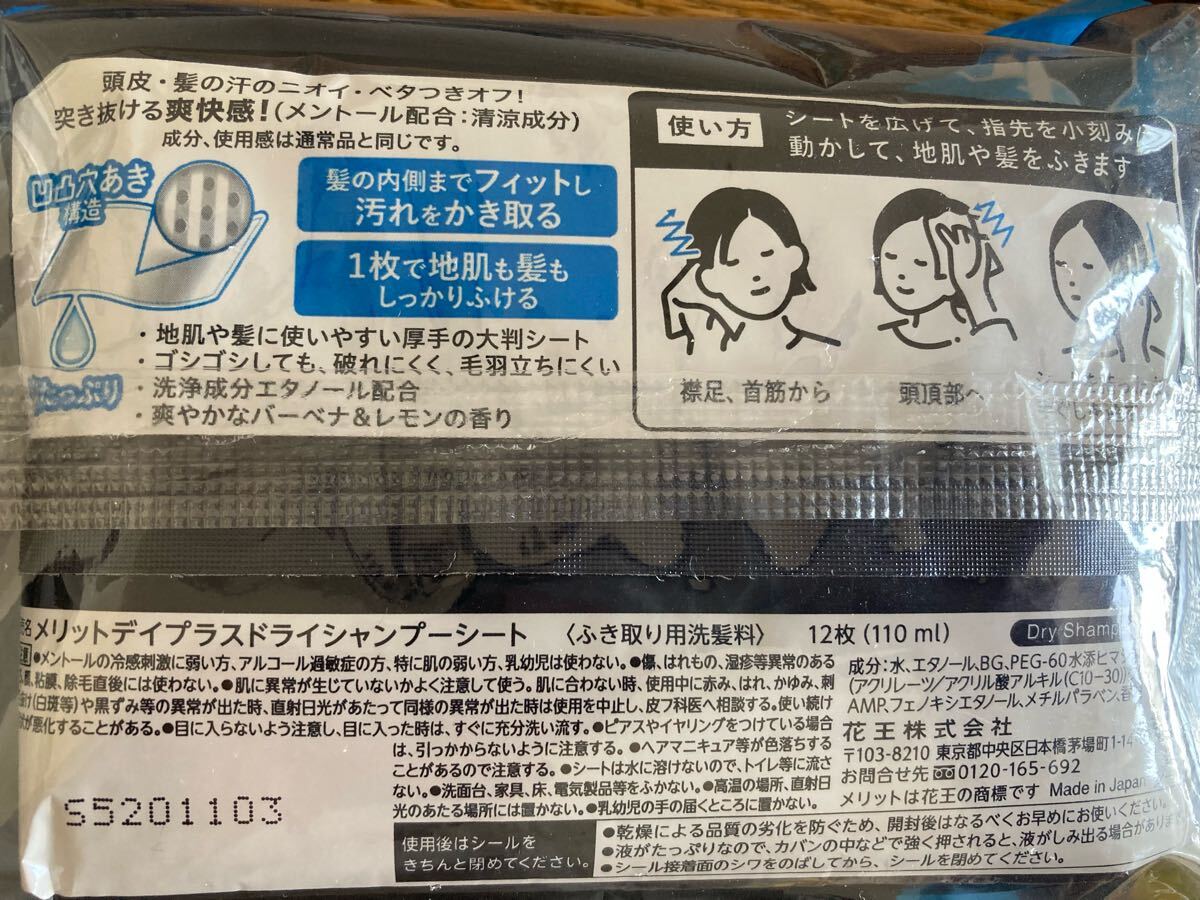 頭皮・髪の汗のニオイ・ベタつきオフ!
突き抜ける爽快感!(メントール配合:清涼成分)
成分、使用感は通常品と同じです。
凹凸穴あき
構造
髪の内側までフィットし
汚れをかき取る
1枚で地肌も髪も
しっかりふける
・地肌や髪に使いやすい厚手の大判シート
・ゴシゴシしても、破れにくく、毛羽立ちにくい
・洗浄成分エタノール配合
・爽やかなバーベナ&レモンの香り
使い方
シートを広げて、指先を小刻みに
動かして、地肌や髪をふきます
襟足、首筋から
頭頂部へ
メリットデイプラスドライシャンプーシート 〈ふき取り用洗髪料〉 12枚(110 ml)
Dry Shamp
●メントールの冷感刺激に弱い方、アルコール過敏症の方、特に肌の弱い方、乳幼児は使わない。●傷、はれもの、湿疹等異常のある
粘膜、除毛直後には使わない。●肌に異常が生じていないかよく注意して使う。肌に合わない時、使用中に赤み、はれ、かゆみ、刺
(白斑等)や黒ずみ等の異常が出た時、直射日光があたって同様の異常が出た時は使用を中止し、皮フ科医へ相談する。使い続け
が悪化することがある。●目に入らないよう注意し、目に入った時は、すぐに充分洗い流す。●ピアスやイヤリングをつけている場合
は、引っかからないように注意する。●ヘアマニキュア等が色落ちする
ことがあるので注意する。●シートは水に溶けないので、トイレ等に流さ
ない。●洗面台、家具、床、電気製品等をふかない。●高温の場所、直射日
光のあたる場所には置かない。●乳幼児の手の届くところに置かない。
成分:水、エタノール、BG、PEG-60水添ヒマシ
(アクリレーツ/アクリル酸アルキル(C10-30))
AMP、フェノキシエタノール、メチルパラベン、香
花王株式会社
〒103-8210 東京都中央区日本橋茅場町1-14
お問合せ先 0120-165-692
メリットは花王の商標です Made in Japan
S5201103
使用後はシールを
きちんと閉めてください。
●乾燥による品質の劣化を防ぐため、開封後はなるべくお早めにお使いください。
●液がたっぷりなので、カバンの中などで強く押されると、液がしみ出る場合があります
●シール接着面のシワをのばしてから、シールを閉めてください。